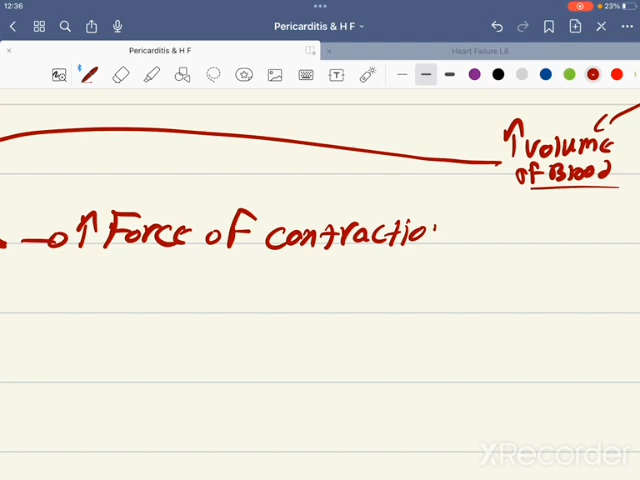 12:36
23%
Pericarditis & H F
Pericarditis & H F
Heart Failure L8
↑ Volume
of Blood
↑ Force of contractio
XRecorder